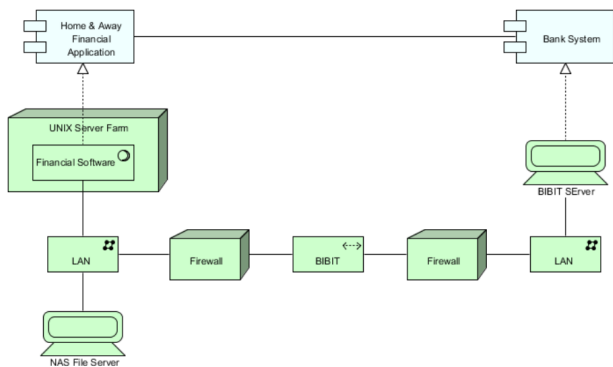 Home & Away
Financial
Application
Bank System
UNIX Server Farm
Financial Software
BIBIT SErver
LAN
Firewall
BIBIT
Firewall
LAN
NAS File Server